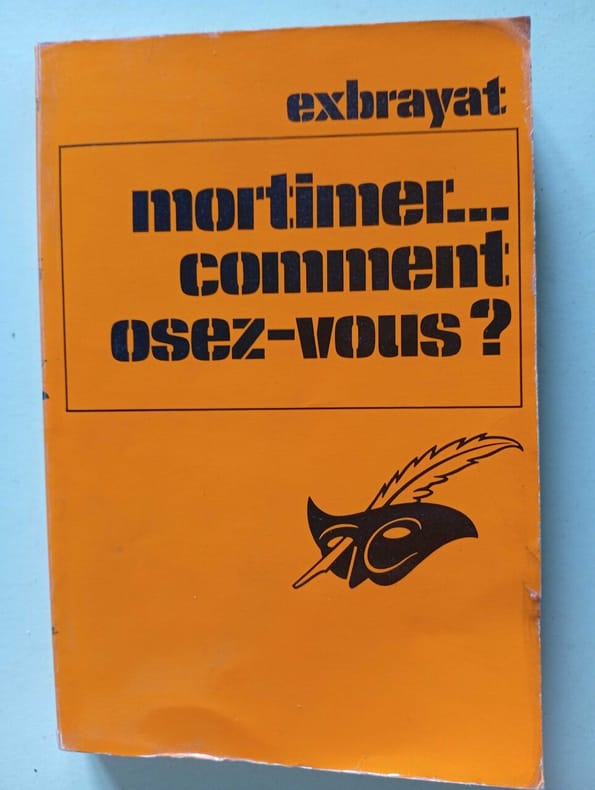 exbrayat
mortimer...
comment
osez-vous ?